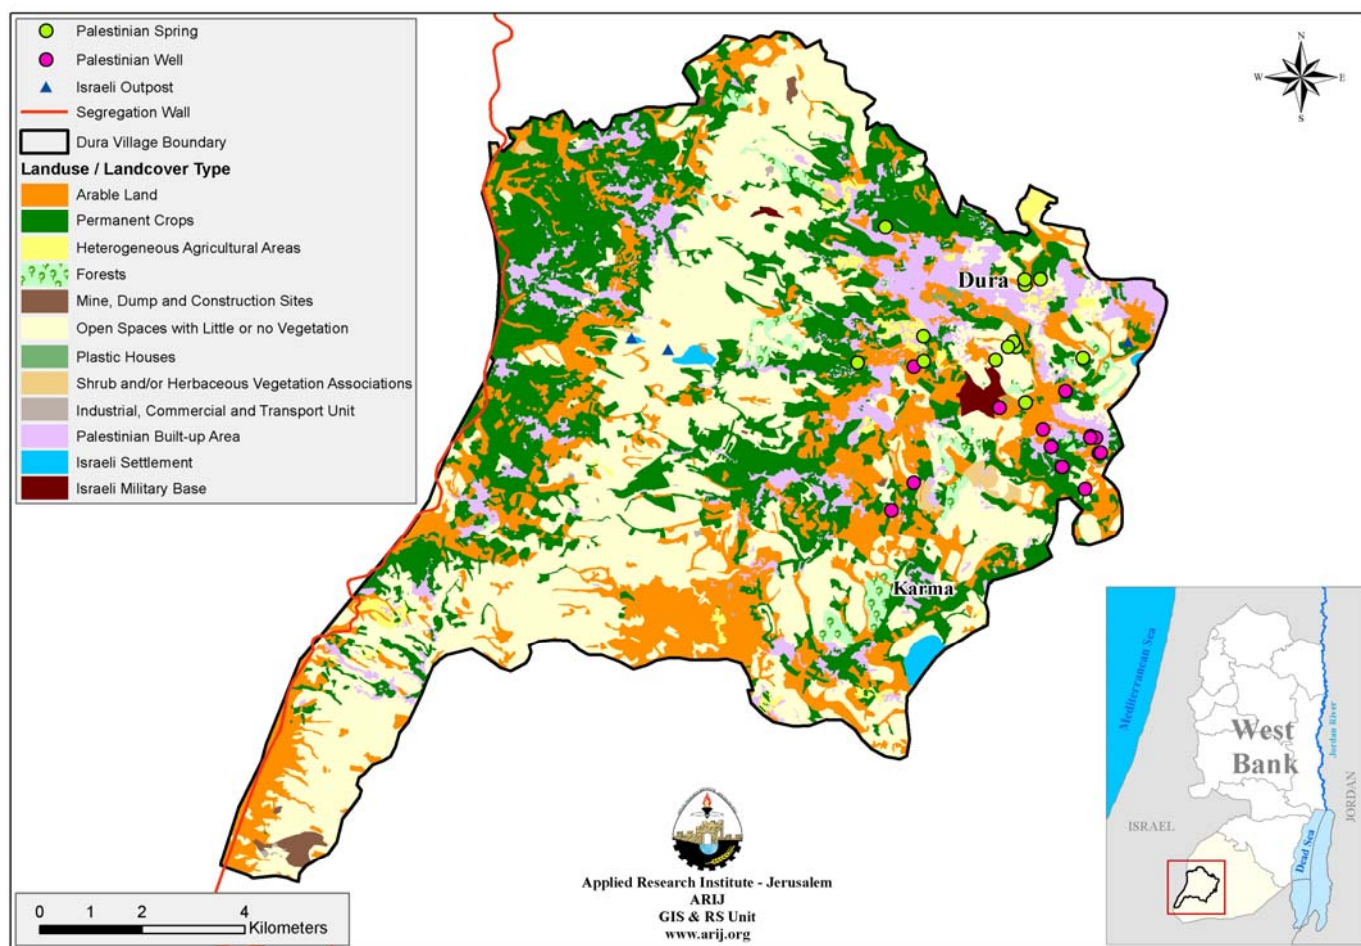 Palestinian Spring
Palestinian Well
Israeli Outpost
Segregation Wall
Dura Village Boundary
Landuse / Landcover Type
Arable Land
Permanent Crops
Heterogeneous Agricultural Areas
Forests
Mine, Dump and Construction Sites
Open Spaces with Little or no Vegetation
Plastic Houses
Shrub and/or Herbaceous Vegetation Associations
Industrial, Commercial and Transport Unit
Palestinian Built-up Area
Israeli Settlement
Israeli Military Base
N
W E
S
Dura
Karma
Mediterranean Sea
West
Bank
Jordan River
JORDAN
ISRAEL
Dead Sea
Applied Research Institute - Jerusalem
ARIJ
GIS & RS Unit
www.arij.org
0 1 2 4
Kilometers